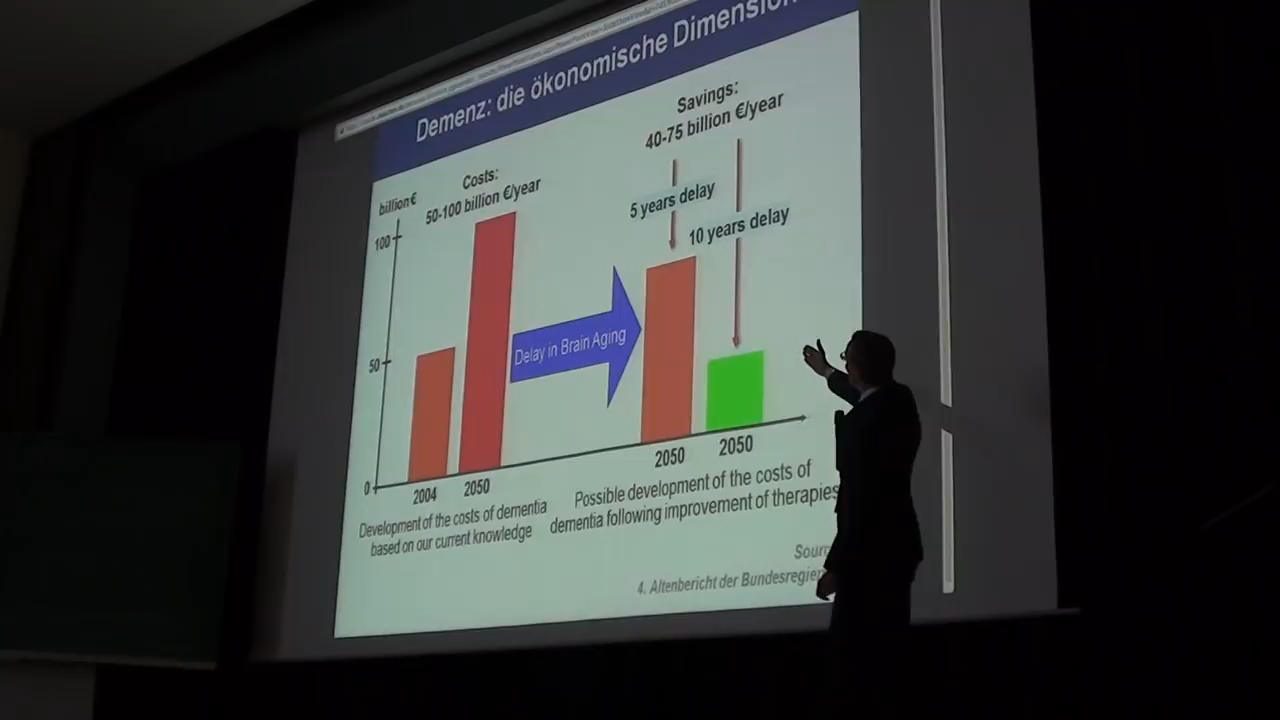 Demenz: die ökonomische Dimension
billion €
Costs:
50-100 billion €/year
Savings:
40-75 billion €/year
5 years delay
10 years delay
100
50
0
Delay in Brain Aging
2004
2050
2050
2050
Development of the costs of dementia
based on our current knowledge
Possible development of the costs of
dementia following improvement of therapies
4. Altenbericht der